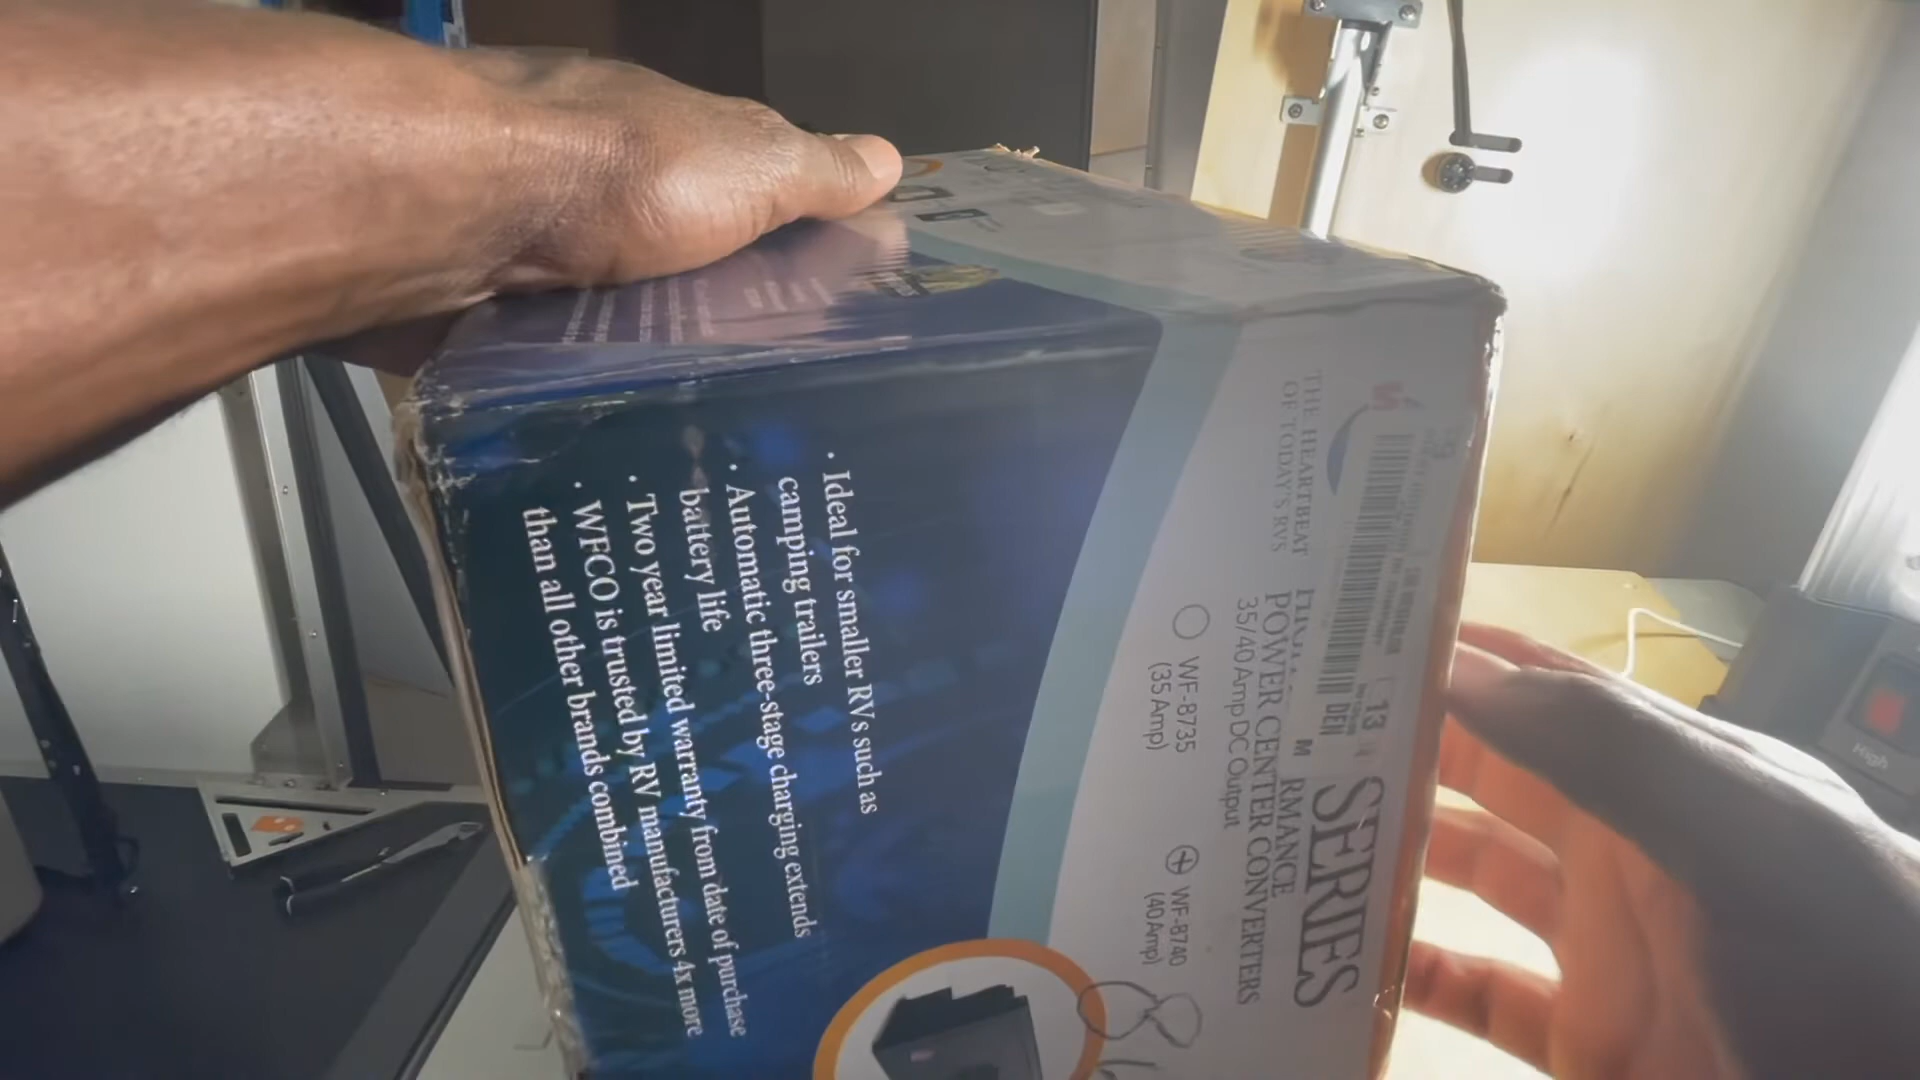 THE HEARTBEAT
OF TODAY'S RVS
SERIES
POWER CENTER CONVERTERS
35/40 Amp DC Output
WF-8735
(35 Amp)
WF-8740
(40 Amp)
· Ideal for smaller RVs such as
camping trailers
· Automatic three-stage charging extends
battery life
· Two year limited warranty from date of purchase
· WFCO is trusted by RV manufacturers 4x more
than all other brands combined
13
DEN
High